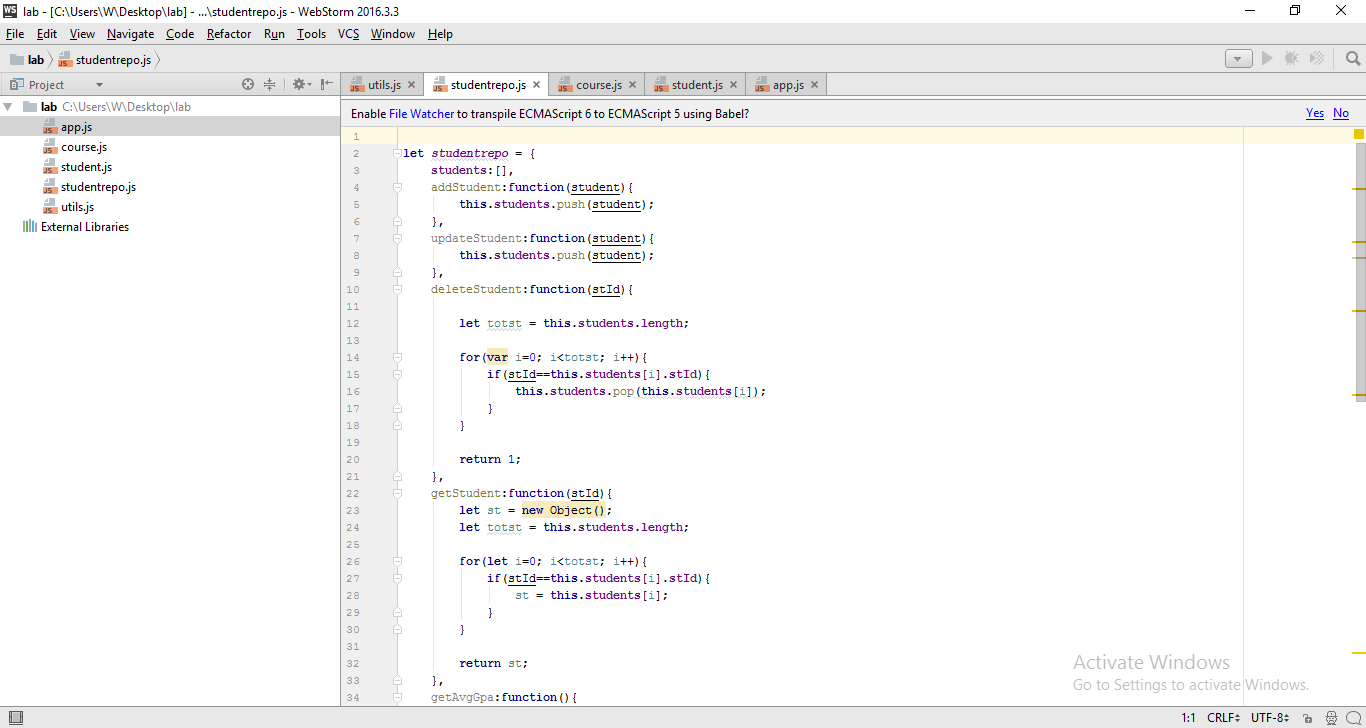 WS lab - [C:\Users\W\Desktop\lab] - ...\studentrepo.js - WebStorm 2016.3.3
File Edit View Navigate Code Refactor Run Tools VCS Window Help
lab studentrepo.js
Project utils.js studentrepo.js course.js student.js app.js
lab C:\Users\W\Desktop\lab
app.js
course.js
student.js
studentrepo.js
utils.js
External Libraries
Enable File Watcher to transpile ECMAScript 6 to ECMAScript 5 using Babel? Yes No
1
2 let studentrepo = {
3 students:[],
4 addStudent:function(student){
5 this.students.push(student);
6 },
7 updateStudent:function(student){
8 this.students.push(student);
9 },
10 deleteStudent:function(stId){
11
12 let totst = this.students.length;
13
14 for(var i=0; i<totst; i++){
15 if(stId==this.students[i].stId){
16 this.students.pop(this.students[i]);
17 }
18 }
19
20 return 1;
21 },
22 getStudent:function(stId){
23 let st = new Object();
24 let totst = this.students.length;
25
26 for(let i=0; i<totst; i++){
27 if(stId==this.students[i].stId){
28 st = this.students[i];
29 }
30 }
31
32 return st;
33 },
34 getAvgGpa:function(){
Activate Windows
Go to Settings to activate Windows.
1:1 CRLF UTF-8